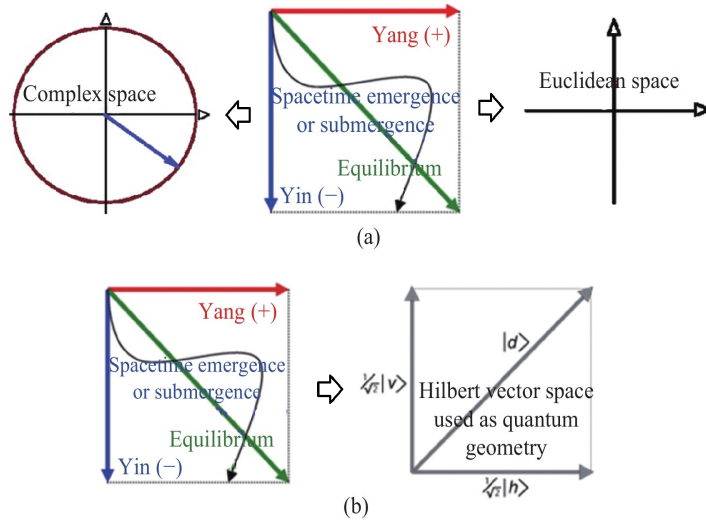 Complex space
Yang (+)
Spacetime emergence
or submergence
Equilibrium
Yin (−)
Euclidean space
(a)
Yang (+)
Spacetime emergence
or submergence
Equilibrium
Yin (−)
|d⟩
1/√2|v⟩
Hilbert vector space
used as quantum
geometry
1/√2|h⟩
(b)